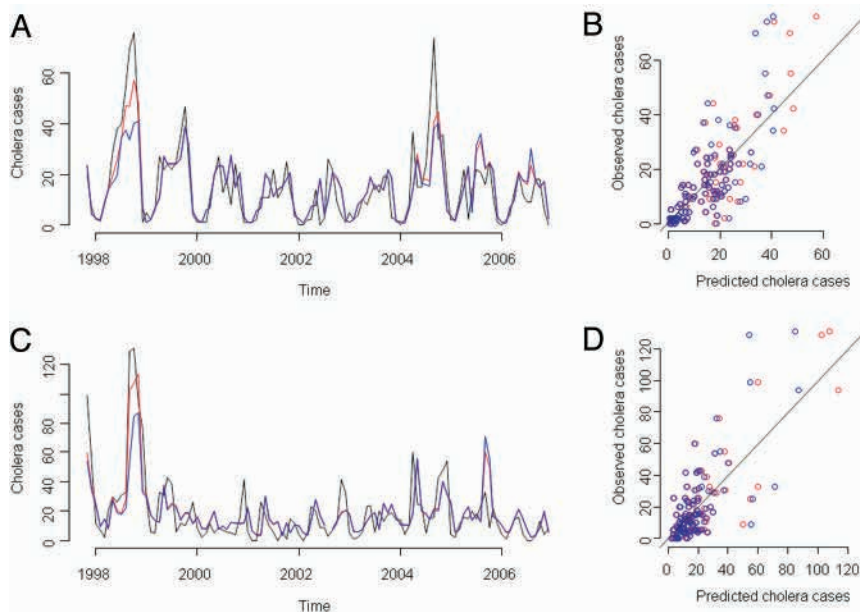 A
Cholera cases
0 20 40 60
1998 2000 2002 2004 2006
Time
B
Observed cholera cases
0 20 40 60
0 20 40 60
Predicted cholera cases
C
Cholera cases
0 20 40 60 80 120
1998 2000 2002 2004 2006
Time
D
Observed cholera cases
0 20 40 60 80 100 120
0 20 40 60 80 100 120
Predicted cholera cases